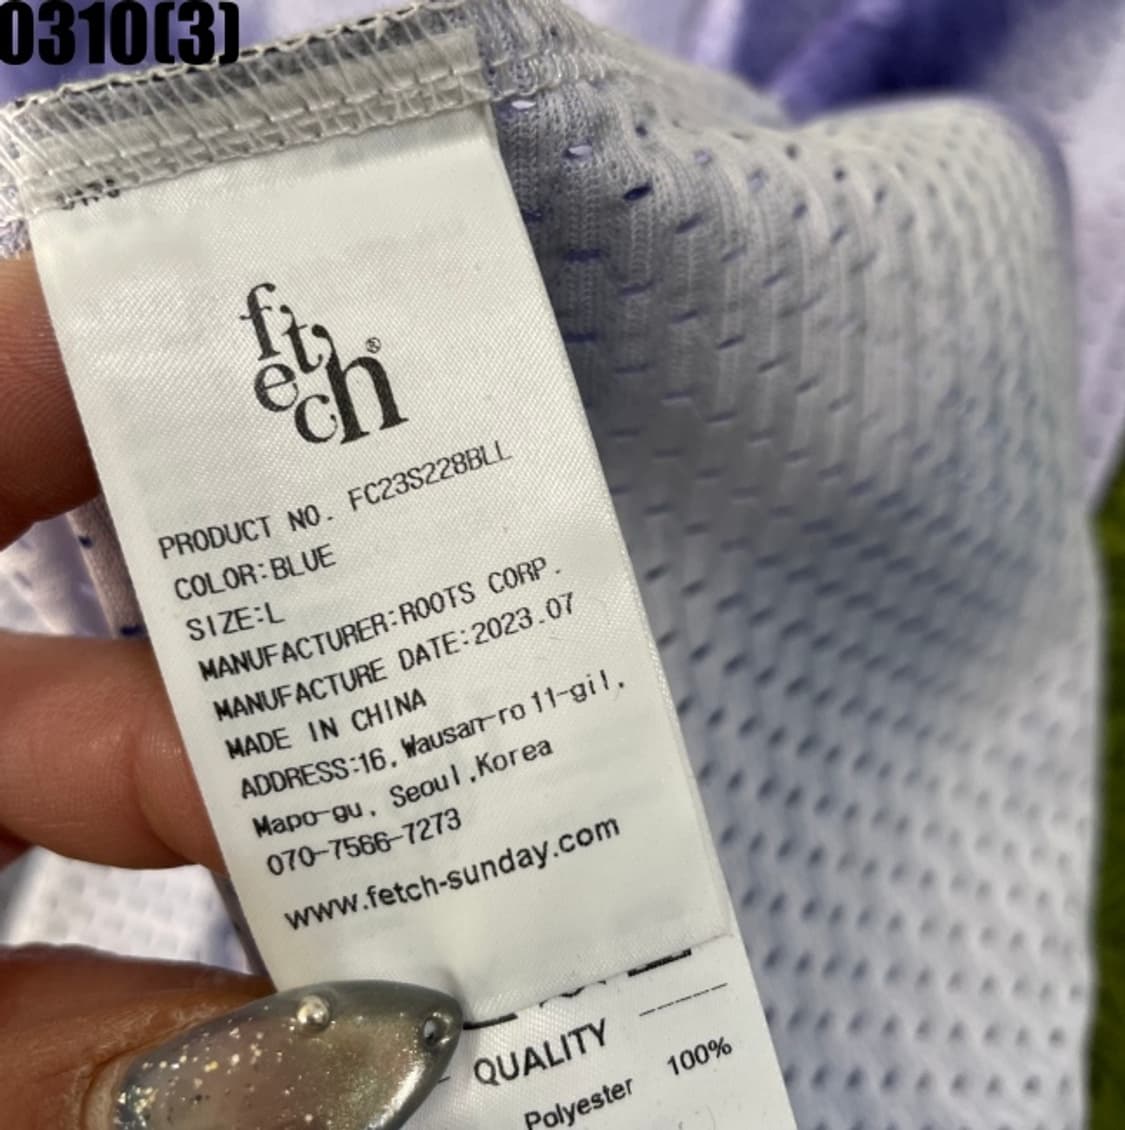 0310(3)
fetch®
PRODUCT NO. FC23S228BLL
COLOR:BLUE
SIZE:L
MANUFACTURER:ROOTS CORP.
MANUFACTURE DATE:2023.07
MADE IN CHINA
ADDRESS:16, Wausan-ro 11-gil,
Mapo-gu, Seoul,Korea
070-7566-7273
www.fetch-sunday.com
QUALITY
Polyester 100%